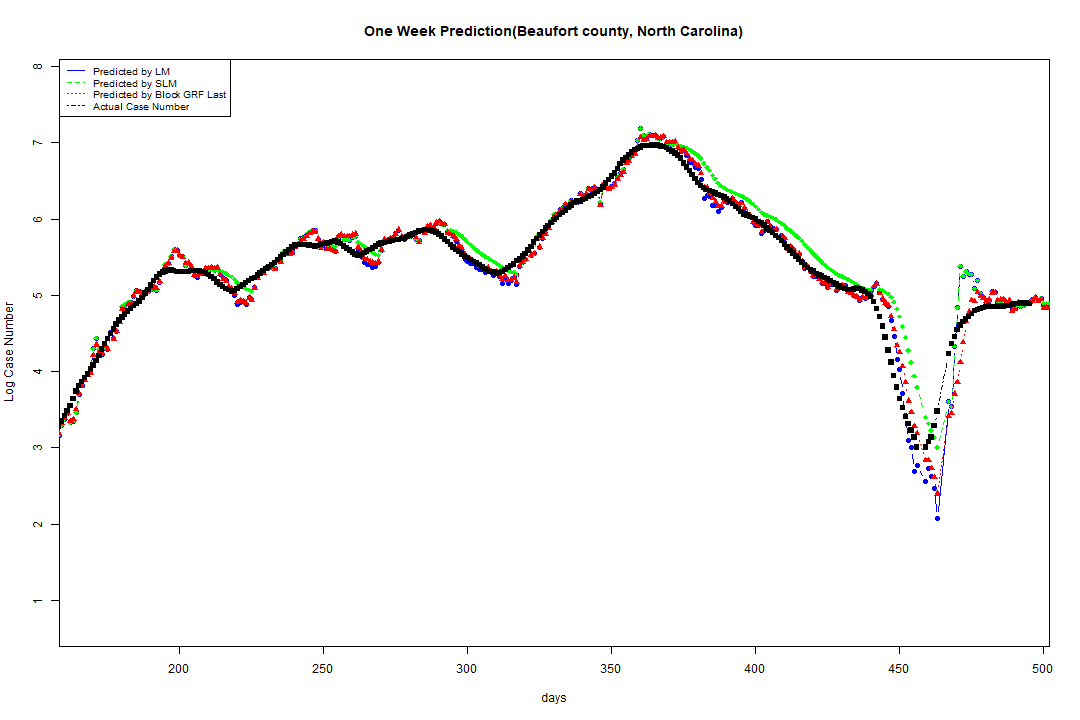 One Week Prediction(Beaufort county, North Carolina)
Predicted by LM
Predicted by SLM
Predicted by Block GRF Last
Actual Case Number
8
7
6
5
4
3
2
1
Log Case Number
200 250 300 350 400 450 500
days